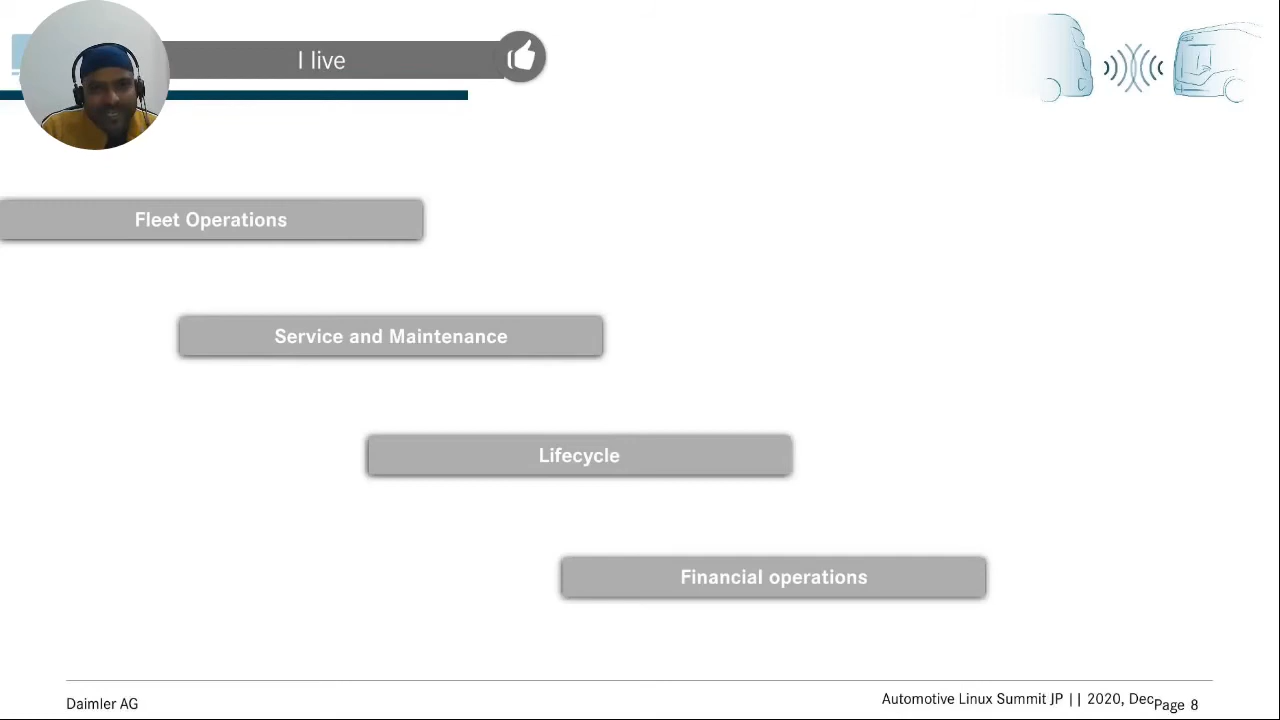 I live
Fleet Operations
Service and Maintenance
Lifecycle
Financial operations
Daimler AG
Automotive Linux Summit JP || 2020, Dec
Page 8